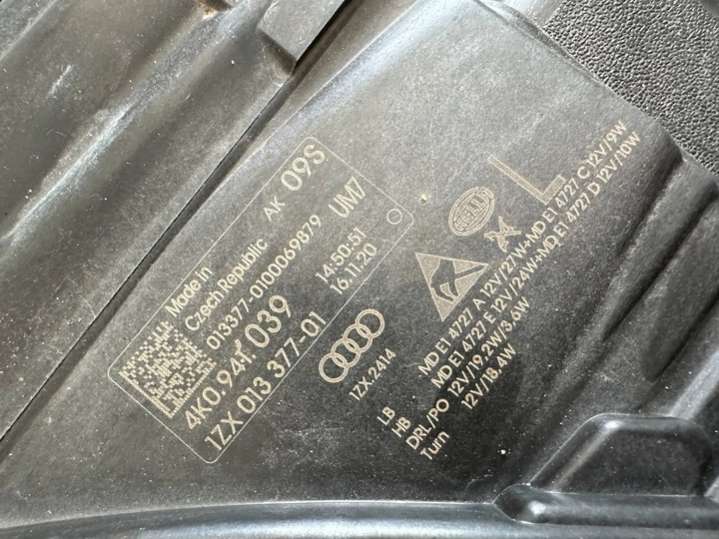 Made in
Czech Republic AK 09S
013377-0100069879 UM7
4K0.941.039 14:50:51
1ZX 013 377-01 16.11.20
1ZX.2414
HELLA
L
LB MD E1 4727 A 12V/27W+MD E1 4727 C 12V/9W
HB MD E1 4727 E 12V/24W+MD E1 4727 D 12V/10W
DRL/PO 12V/19.2W/3.6W
Turn 12V/18.4W